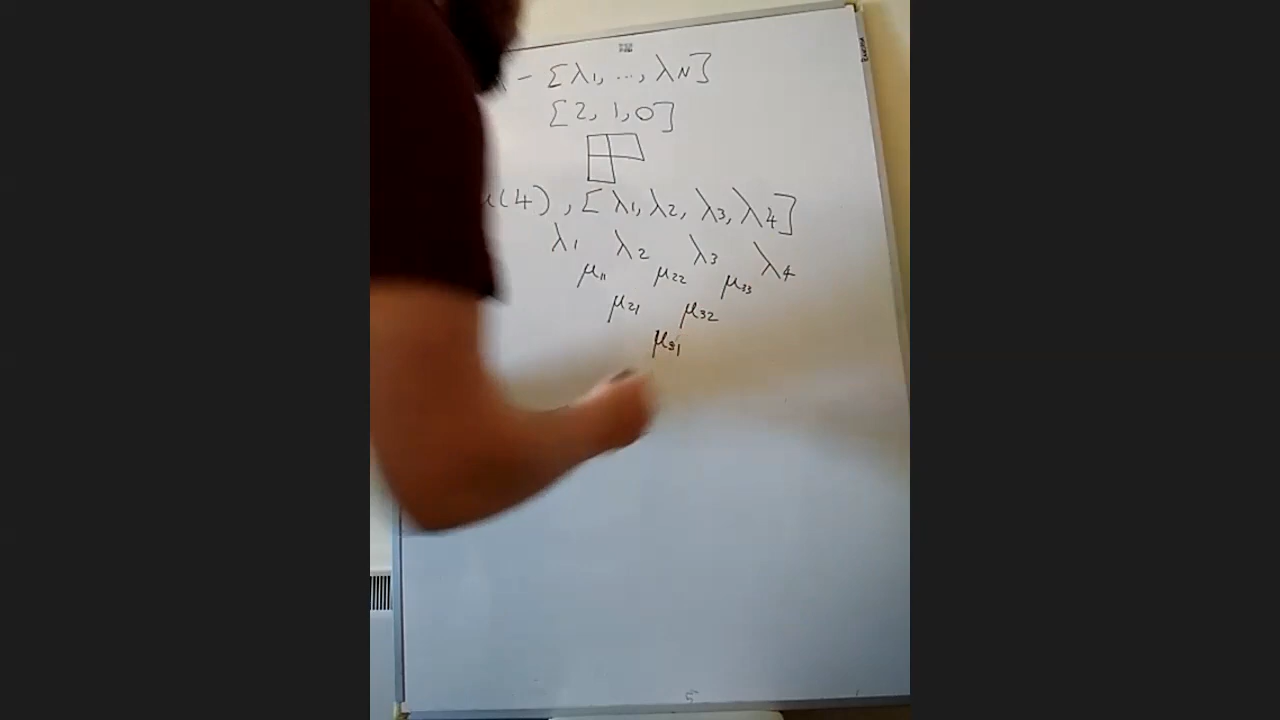 - [λ1, ..., λN]
[2, 1, 0]
(4), [λ1, λ2, λ3, λ4]
λ1 λ2 λ3 λ4
μ11 μ22 μ33
μ21 μ32
μ31